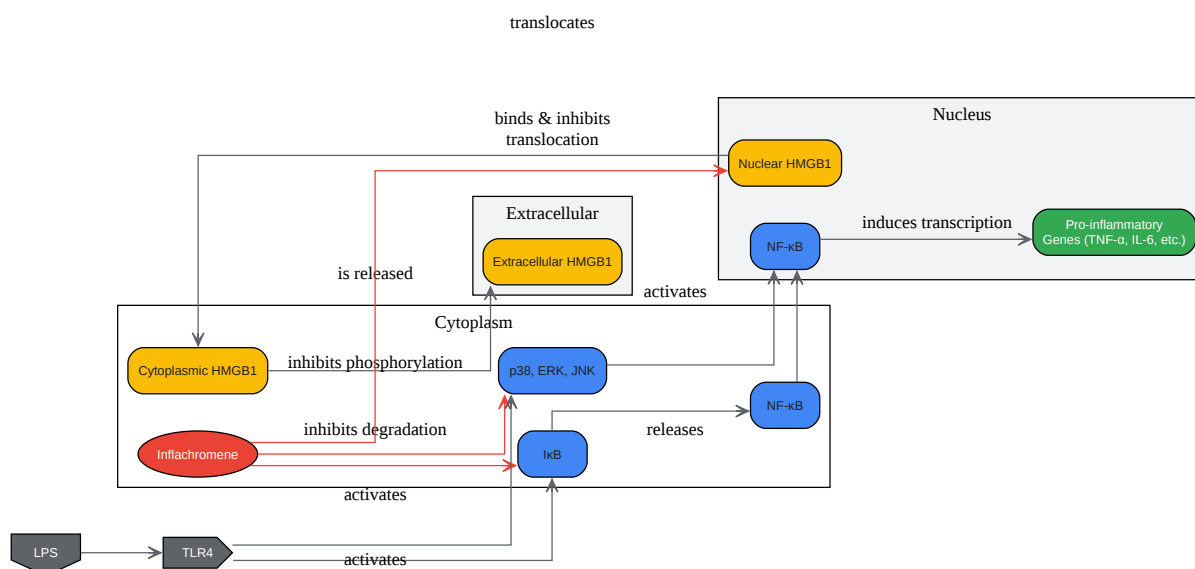 translocates
binds & inhibits
translocation
Nucleus
Nuclear HMGB1
Extracellular
Extracellular HMGB1
NF-κB
induces transcription
Pro-inflammatory
Genes (TNF-α, IL-6, etc.)
is released
activates
Cytoplasm
Cytoplasmic HMGB1
inhibits phosphorylation
p38, ERK, JNK
NF-κB
inhibits degradation
releases
Inflachromene
IκB
activates
LPS
TLR4
activates